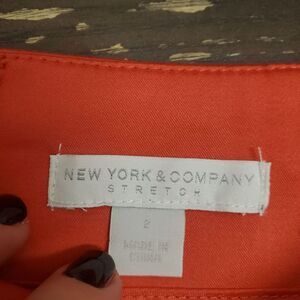 NEW YORK & COMPANY
STRETCH
2
MADE IN
CHINA